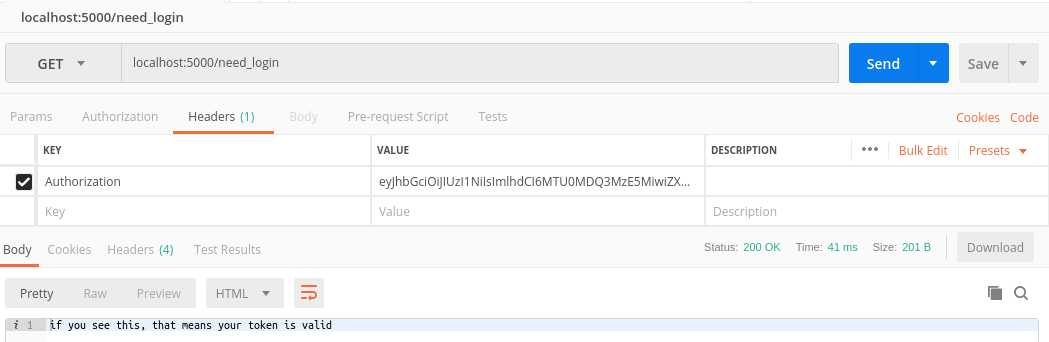 localhost:5000/need_login
GET localhost:5000/need_login Send Save
Params Authorization Headers (1) Body Pre-request Script Tests Cookies Code
KEY VALUE DESCRIPTION ••• Bulk Edit Presets
Authorization eyJhbGciOiJIUzI1NiIsImlhdCI6MTU0MDQ3MzE5MiwiZX...
Key Value Description
Body Cookies Headers (4) Test Results Status: 200 OK Time: 41 ms Size: 201 B Download
Pretty Raw Preview HTML
i 1 if you see this, that means your token is valid